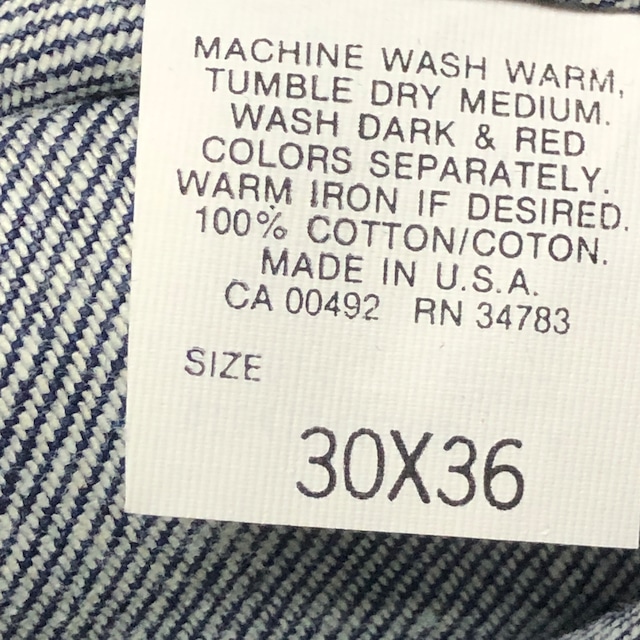 MACHINE WASH WARM,
TUMBLE DRY MEDIUM.
WASH DARK & RED
COLORS SEPARATELY.
WARM IRON IF DESIRED.
100% COTTON/COTON.
MADE IN U.S.A.
CA 00492 RN 34783
SIZE
30X36